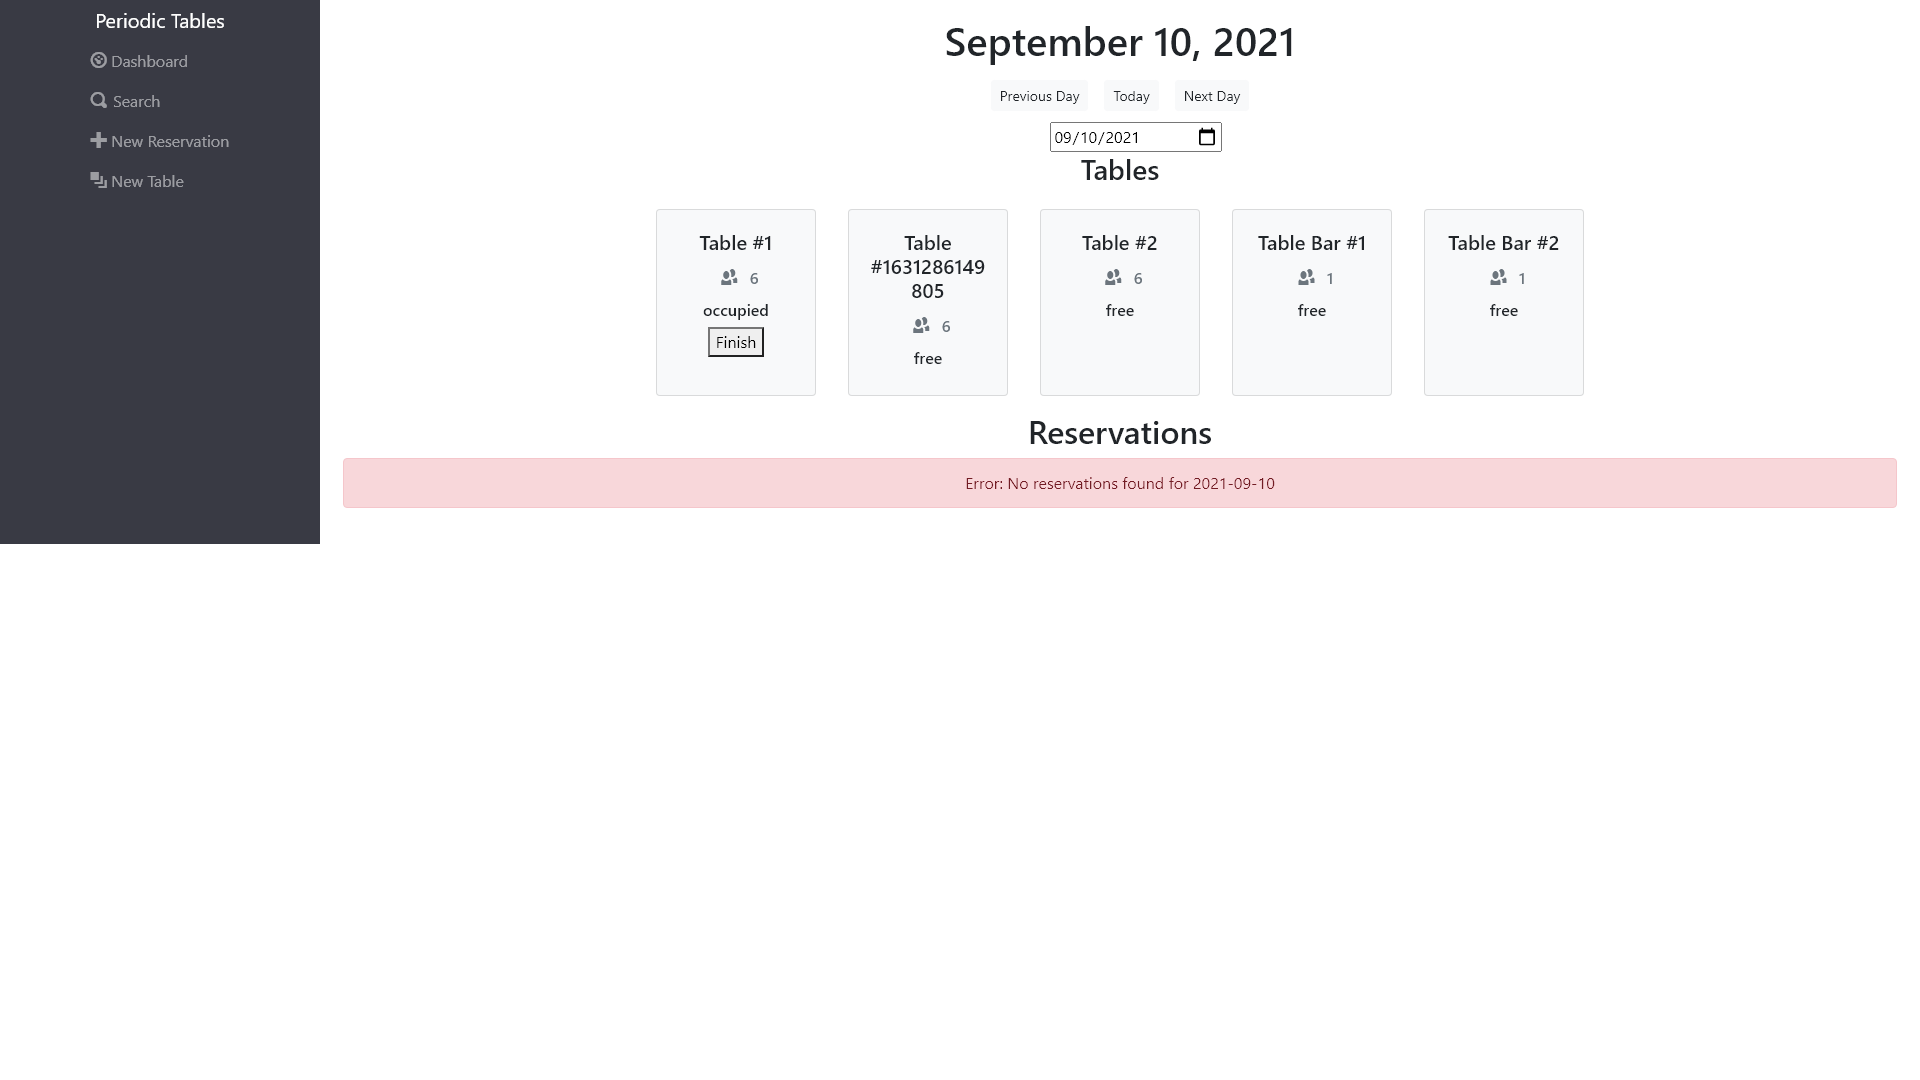 Periodic Tables
Dashboard
Search
New Reservation
New Table
September 10, 2021
Previous Day
Today
Next Day
09/10/2021
Tables
Table #1
6
occupied
Finish
Table
#1631286149
805
6
free
Table #2
6
free
Table Bar #1
1
free
Table Bar #2
1
free
Reservations
Error: No reservations found for 2021-09-10